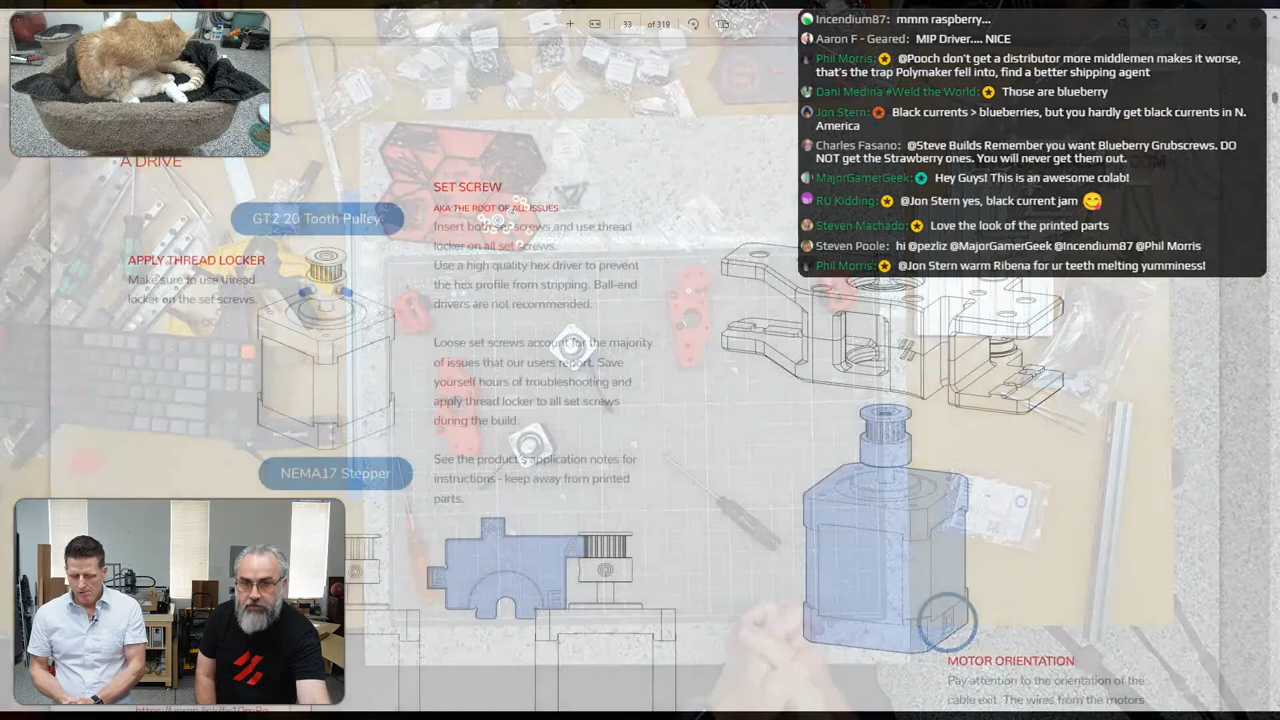 33 of 319
Incendium87: mmm raspberry...
Aaron F - Geared: MIP Driver.... NICE
Phil Morris: @Pooch don't get a distributor more middlemen makes it worse,
that's the trap Polymaker fell into, find a better shipping agent
Dani Medina #Weld the World: Those are blueberry
Jon Stern: Black currents > blueberries, but you hardly get black currents in N.
America
Charles Fasano: @Steve Builds Remember you want Blueberry Grubscrews. DO
NOT get the Strawberry ones. You will never get them out.
MajorGamerGeek: Hey Guys! This is an awesome colab!
RU Kidding: @Jon Stern yes, black current jam 😋
Steven Machado: Love the look of the printed parts
Steven Poole: hi @pezliz @MajorGamerGeek @Incendium87 @Phil Morris
Phil Morris: @Jon Stern warm Ribena for ur teeth melting yumminess!
A DRIVE
GT2 20 Tooth Pulley
APPLY THREAD LOCKER
Make sure to use thread
locker on the set screws.
NEMA17 Stepper
SET SCREW
AKA THE ROOT OF ALL ISSUES
Insert both set screws and use thread
locker on all set screws.
Use a high quality hex driver to prevent
the hex profile from stripping. Ball-end
drivers are not recommended.
Loose set screws account for the majority
of issues that our users report. Save
yourself hours of troubleshooting and
apply thread locker to all set screws
during the build.
See the product's application notes for
instructions - keep away from printed
parts.
MOTOR ORIENTATION
Pay attention to the orientation of the
cable exit. The wires from the motors